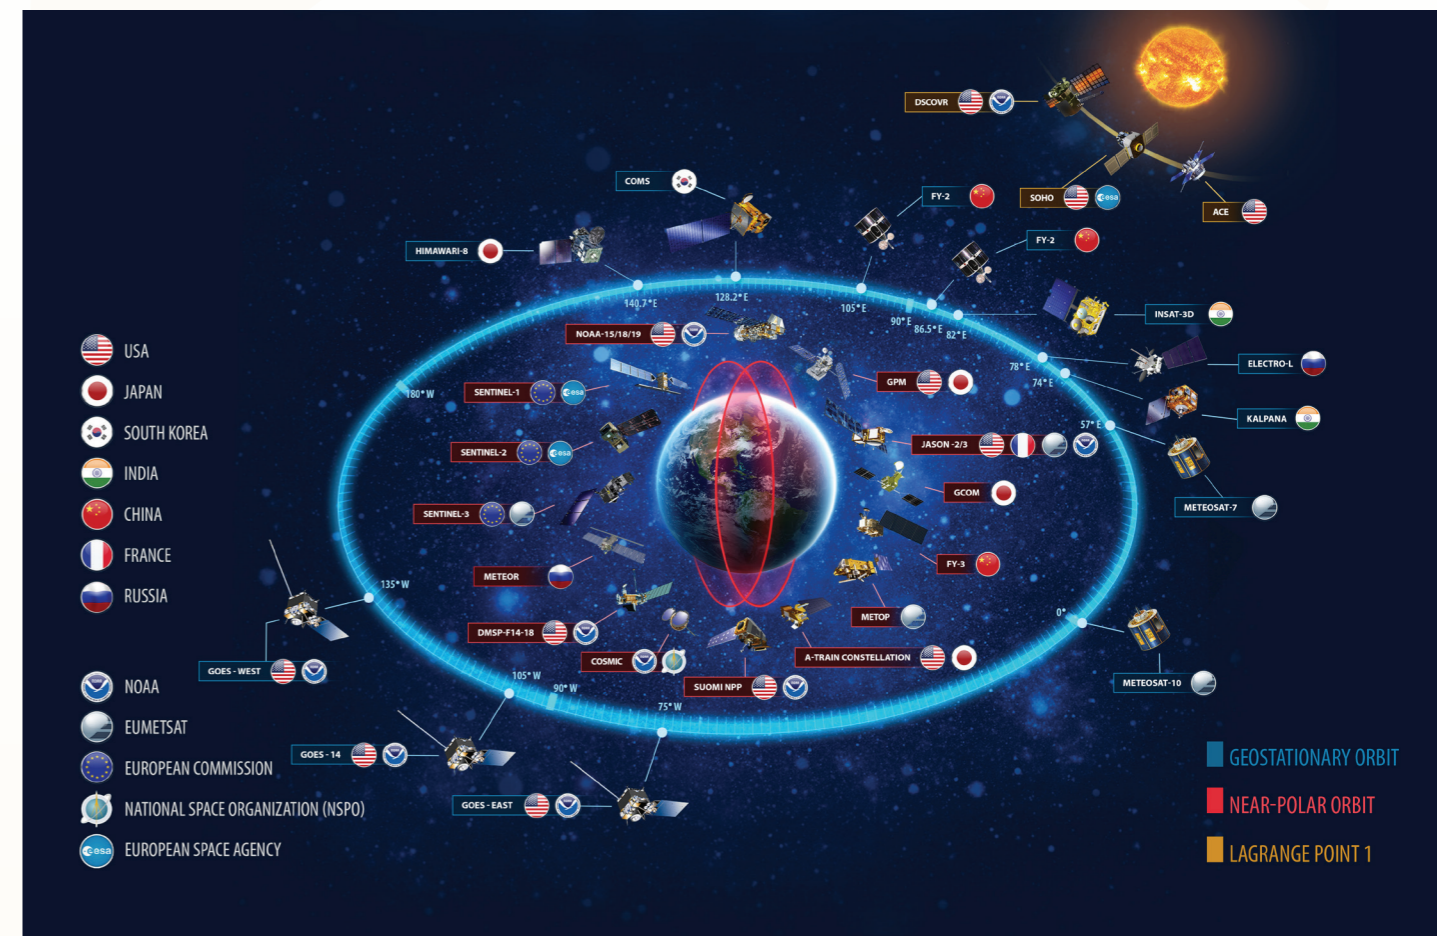 DSCOVR
COMS
FY-2
SOHO
esa
ACE
HIMAWARI-8
FY-2
140.7°E
128.2°E
105°E
90°E
86.5°E
82°E
INSAT-3D
NOAA-15/18/19
USA
78°E
ELECTRO-L
74°E
GPM
JAPAN
180°W
SENTINEL-1
esa
KALPANA
57°E
SOUTH KOREA
SENTINEL-2
esa
JASON -2/3
INDIA
GCOM
METEOSAT-7
CHINA
SENTINEL-3
FRANCE
FY-3
METEOR
135°W
RUSSIA
0°
METOP
DMSP-F14-18
COSMIC
A-TRAIN CONSTELLATION
GOES - WEST
105°W
90°W
SUOMI NPP
METEOSAT-10
NOAA
75°W
EUMETSAT
GOES - 14
GEOSTATIONARY ORBIT
EUROPEAN COMMISSION
GOES - EAST
NEAR-POLAR ORBIT
NATIONAL SPACE ORGANIZATION (NSPO)
esa
EUROPEAN SPACE AGENCY
LAGRANGE POINT 1